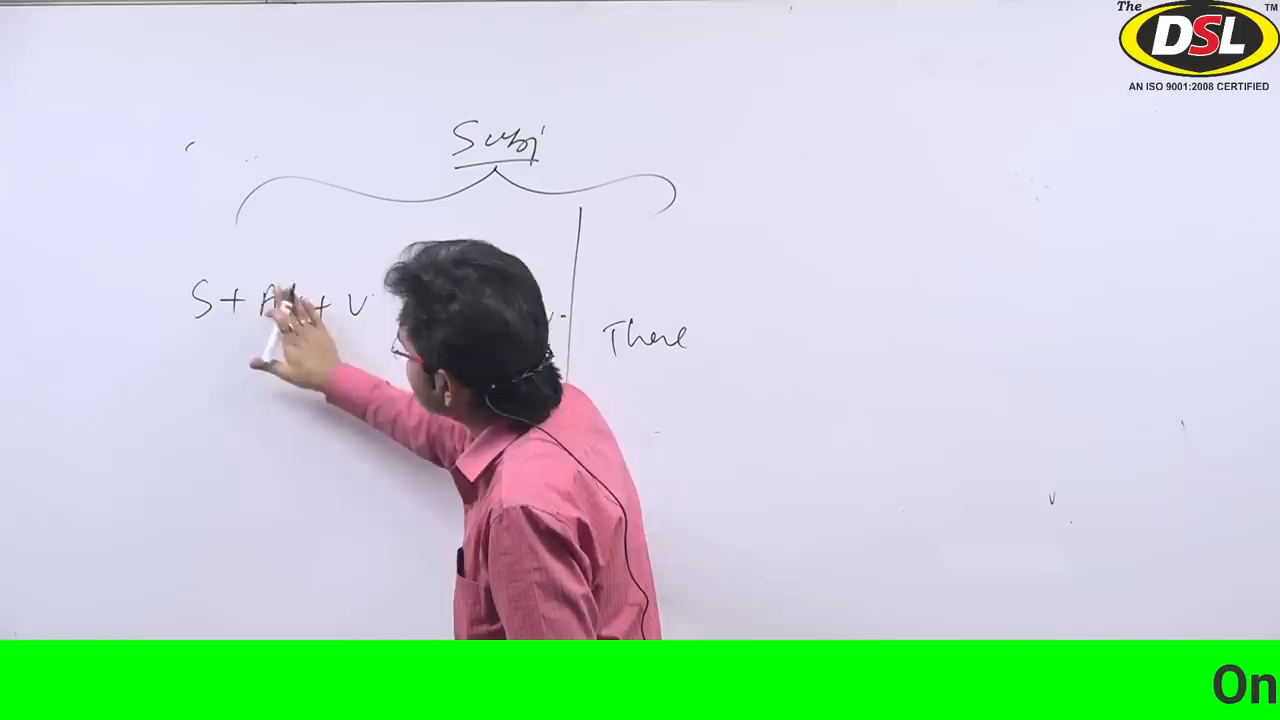 The DSL TM
AN ISO 9001:2008 CERTIFIED
Subj
S + + V
There
On